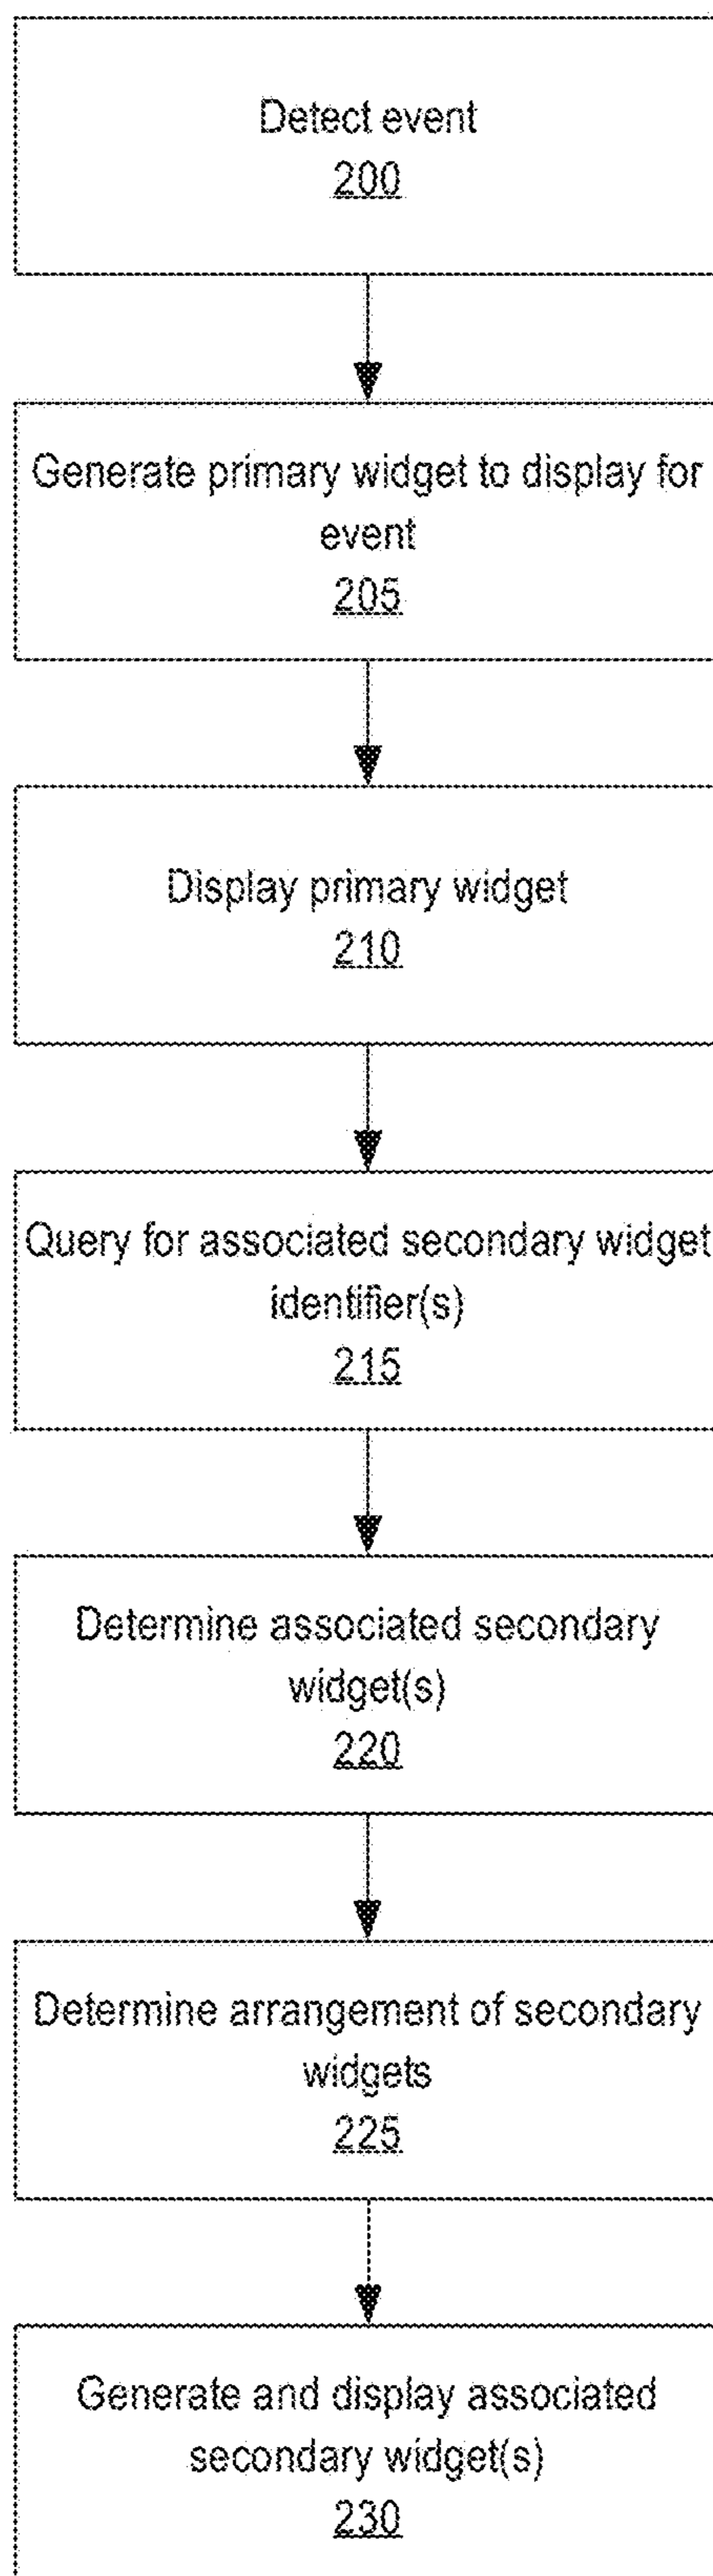 Detect event
200
Generate primary widget to display for
event
205
Display primary widget
210
Query for associated secondary widget
identifier(s)
215
Determine associated secondary
widget(s)
220
Determine arrangement of secondary
widgets
225
Generate and display associated
secondary widget(s)
230